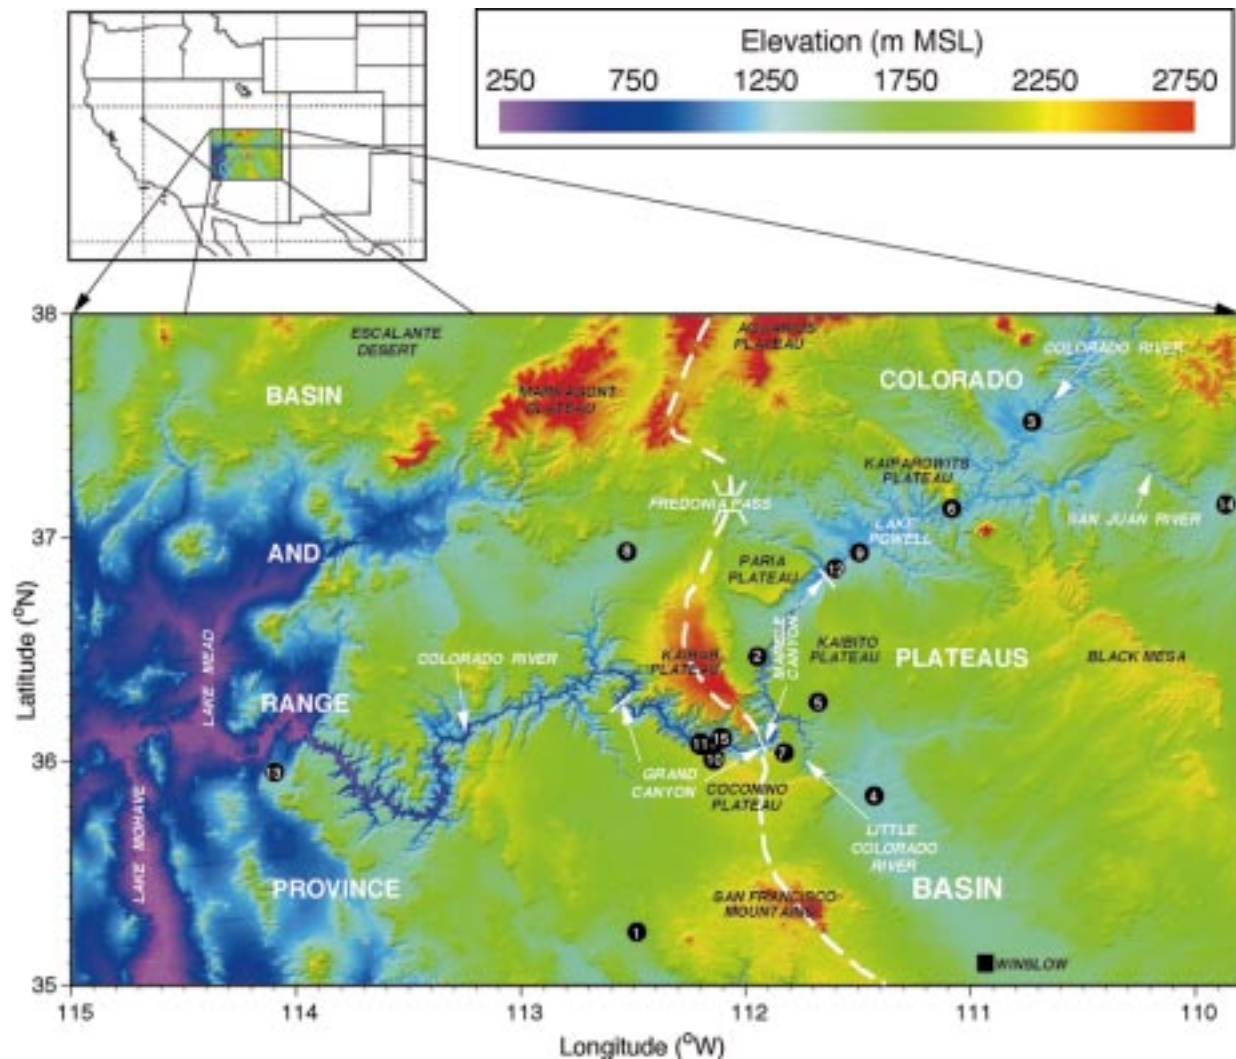 Elevation (m MSL)
250 750 1250 1750 2250 2750
38
37
36
35
Latitude (°N)
ESCALANTE
DESERT
AQUARIUS
PLATEAU
COLORADO RIVER
BASIN
MARKAGUNT
PLATEAU
COLORADO
3
KAIPAROWITS
PLATEAU
FREDONIA PASS
6
SAN JUAN RIVER
14
LAKE
POWELL
AND
8
9
12
PARIA
PLATEAU
MARBLE
CANYON
KAIBITO
PLATEAU
PLATEAUS
BLACK MESA
LAKE MEAD
COLORADO RIVER
KAIBAB
PLATEAU
2
RANGE
5
11
15
10
7
13
GRAND
CANYON
COCONINO
PLATEAU
4
LAKE MOHAVE
LITTLE
COLORADO
RIVER
PROVINCE
SAN FRANCISCO
MOUNTAINS
BASIN
1
WINSLOW
115 114 113 112 111 110
Longitude (°W)